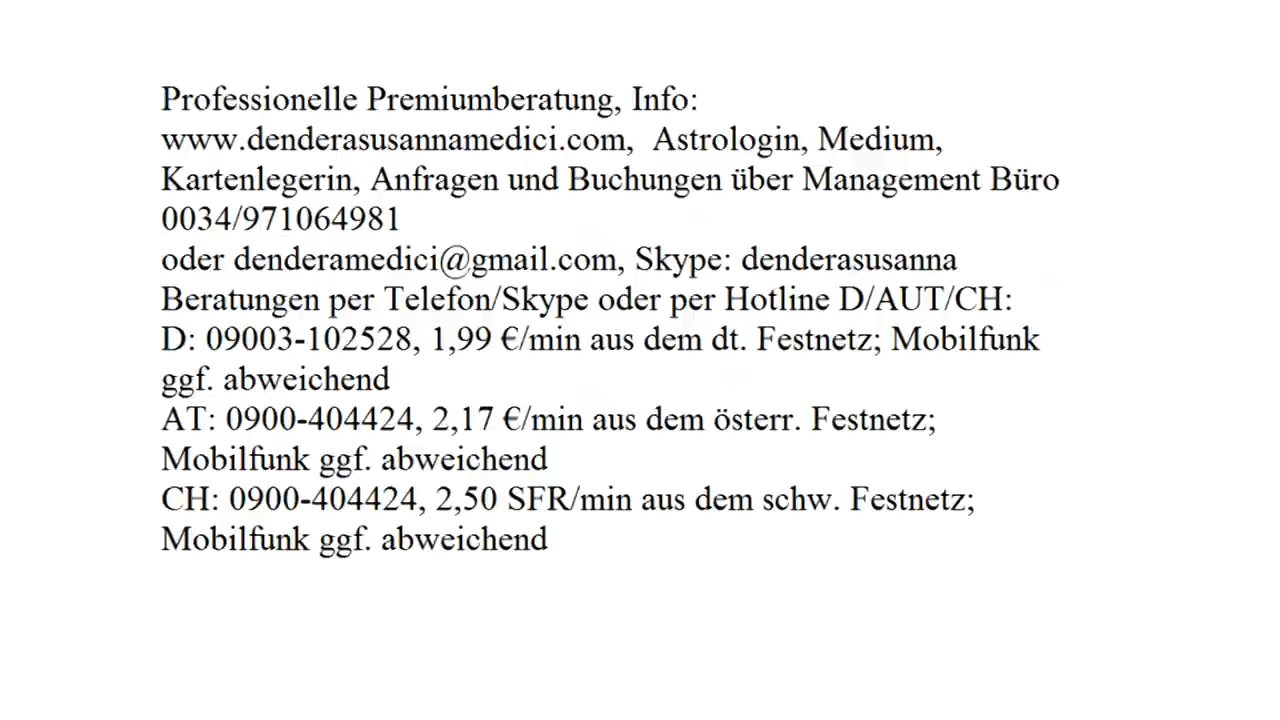 Professionelle Premiumberatung, Info:
www.denderasusannamedici.com,  Astrologin, Medium,
Kartenlegerin, Anfragen und Buchungen über Management Büro
0034/971064981
oder denderamedici@gmail.com, Skype: denderasusanna
Beratungen per Telefon/Skype oder per Hotline D/AUT/CH:
D: 09003-102528, 1,99 €/min aus dem dt. Festnetz; Mobilfunk
ggf. abweichend
AT: 0900-404424, 2,17 €/min aus dem österr. Festnetz;
Mobilfunk ggf. abweichend
CH: 0900-404424, 2,50 SFR/min aus dem schw. Festnetz;
Mobilfunk ggf. abweichend